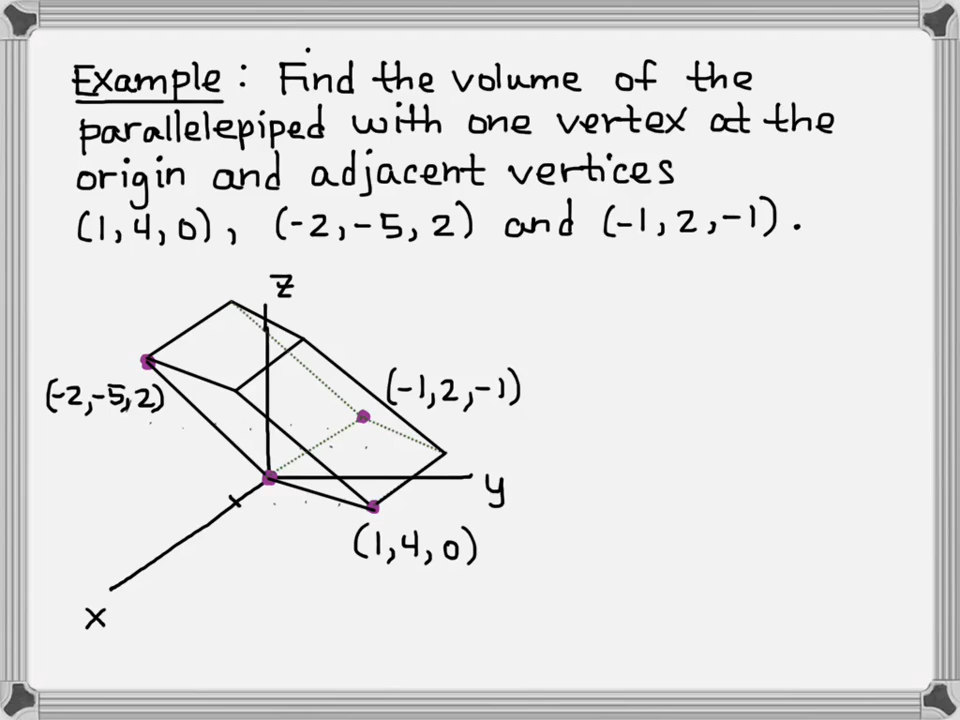 Example: Find the volume of the
parallelepiped with one vertex at the
origin and adjacent vertices
(1,4,0), (-2,-5,2) and (-1,2,-1).
z
(-2,-5,2)
(-1,2,-1)
y
(1,4,0)
x